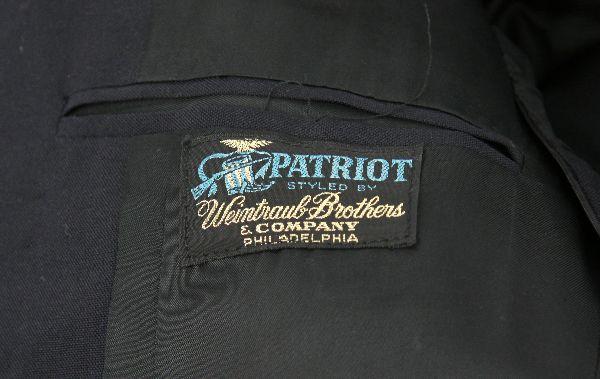 PATRIOT
STYLED BY
Weintraub Brothers
& COMPANY
PHILADELPHIA